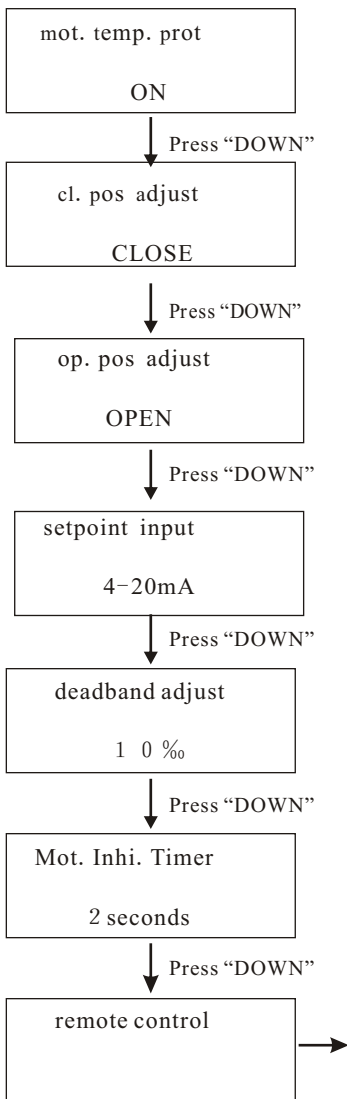 mot. temp. prot
ON
Press “DOWN”
cl. pos adjust
CLOSE
Press “DOWN”
op. pos adjust
OPEN
Press “DOWN”
setpoint input
4-20mA
Press “DOWN”
deadband adjust
1 0 ‰
Press “DOWN”
Mot. Inhi. Timer
2 seconds
Press “DOWN”
remote control